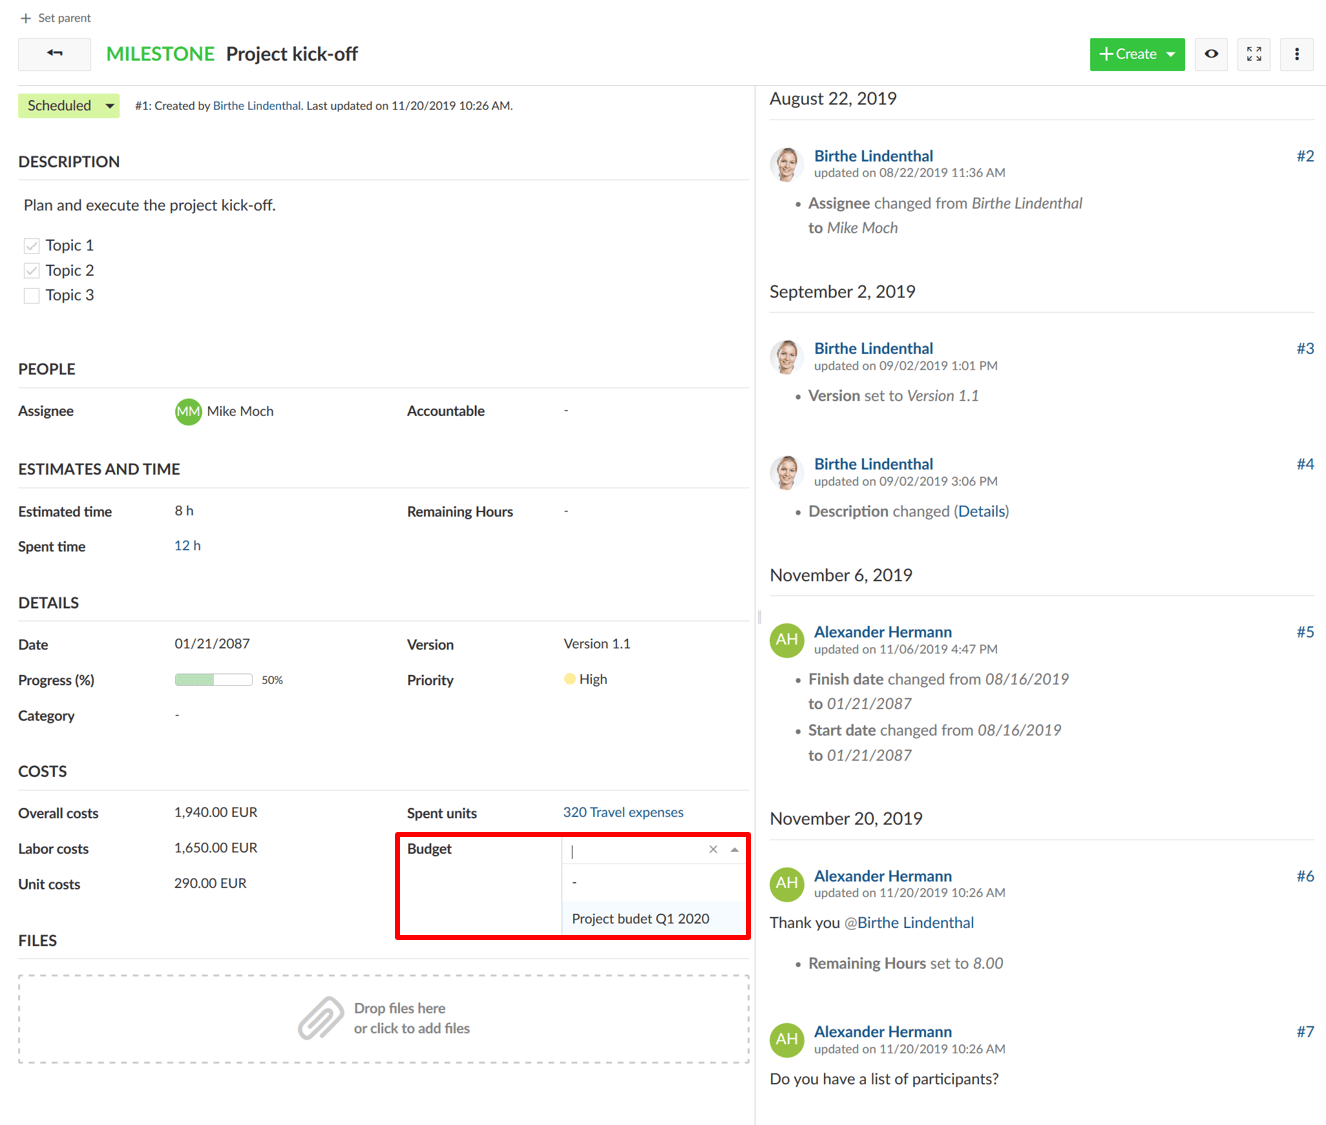 + Set parent
MILESTONE Project kick-off
+ Create
Scheduled
#1: Created by Birthe Lindenthal. Last updated on 11/20/2019 10:26 AM.
DESCRIPTION
Plan and execute the project kick-off.
Topic 1
Topic 2
Topic 3
PEOPLE
Assignee MM Mike Moch Accountable -
ESTIMATES AND TIME
Estimated time 8 h Remaining Hours -
Spent time 12 h
DETAILS
Date 01/21/2087 Version Version 1.1
Progress (%) 50% Priority High
Category -
COSTS
Overall costs 1,940.00 EUR Spent units 320 Travel expenses
Labor costs 1,650.00 EUR Budget
-
Unit costs 290.00 EUR
Project budet Q1 2020
FILES
Drop files here
or click to add files
August 22, 2019
Birthe Lindenthal #2
updated on 08/22/2019 11:36 AM
• Assignee changed from Birthe Lindenthal
to Mike Moch
September 2, 2019
Birthe Lindenthal #3
updated on 09/02/2019 1:01 PM
• Version set to Version 1.1
Birthe Lindenthal #4
updated on 09/02/2019 3:06 PM
• Description changed (Details)
November 6, 2019
AH Alexander Hermann #5
updated on 11/06/2019 4:47 PM
• Finish date changed from 08/16/2019
to 01/21/2087
• Start date changed from 08/16/2019
to 01/21/2087
November 20, 2019
AH Alexander Hermann #6
updated on 11/20/2019 10:26 AM
Thank you @Birthe Lindenthal
• Remaining Hours set to 8.00
AH Alexander Hermann #7
updated on 11/20/2019 10:26 AM
Do you have a list of participants?